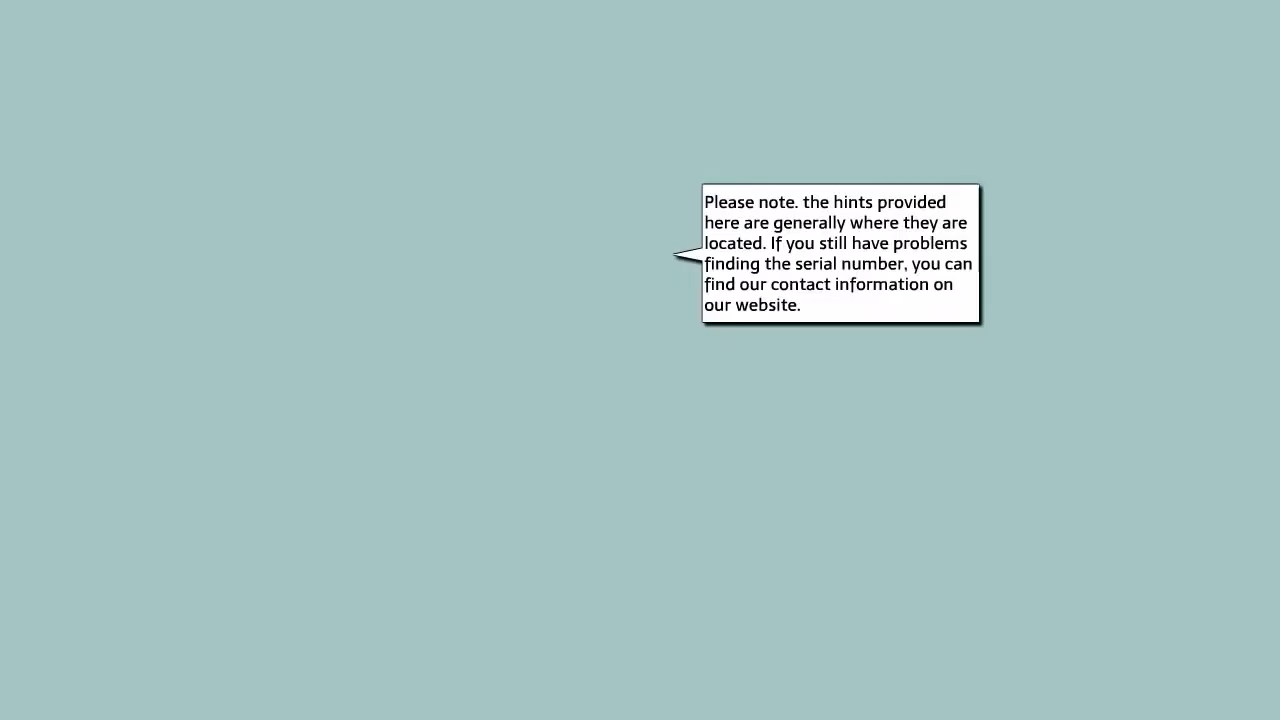 Please note. the hints provided
here are generally where they are
located. If you still have problems
finding the serial number, you can
find our contact information on
our website.